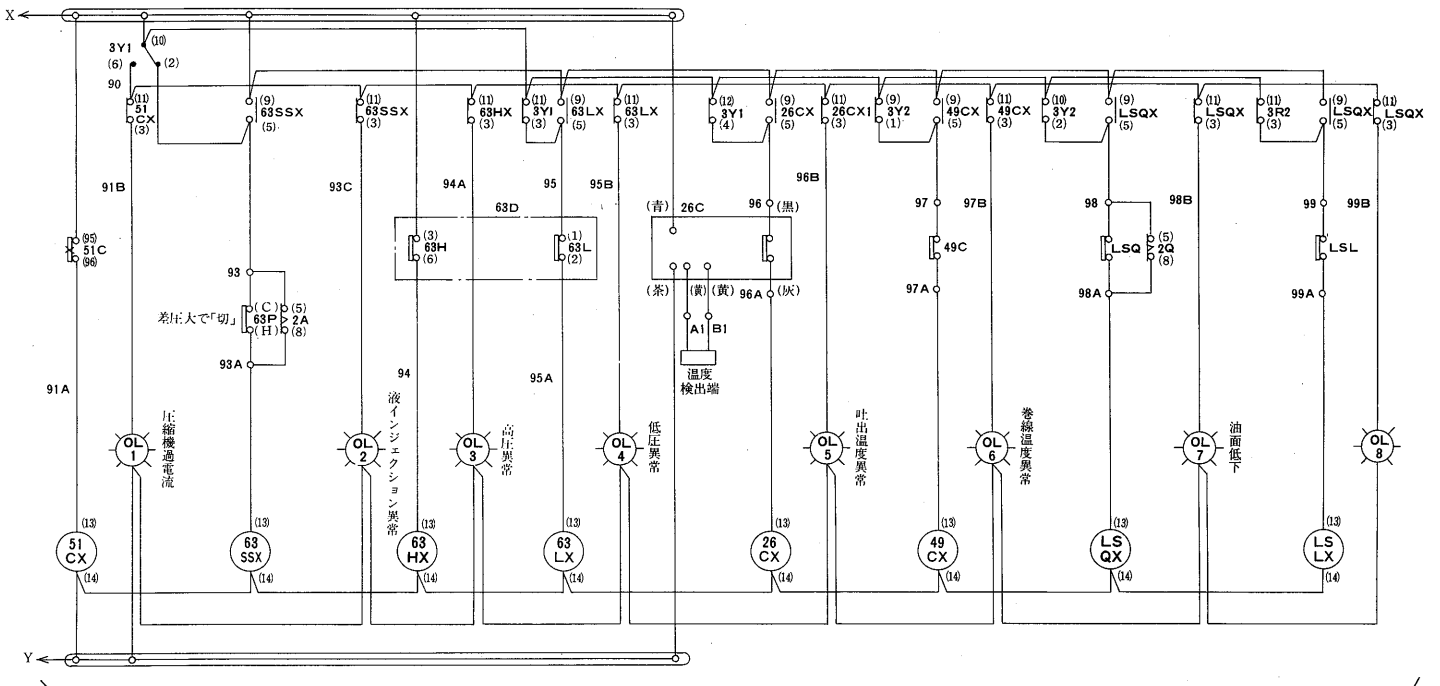 X
3Y1
(10)
(6)
(2)
90
(11)
51
CX
(3)
(9)
63SSX
(5)
(11)
63SSX
(3)
(11)
63HX
(3)
(11)
3Y1
(3)
(9)
63LX
(5)
(11)
63LX
(3)
(12)
3Y1
(4)
(9)
26CX
(5)
(11)
26CX1
(3)
(9)
3Y2
(1)
(9)
49CX
(5)
(11)
49CX
(3)
(10)
3Y2
(2)
(9)
LSQX
(5)
(11)
LSQX
(3)
(11)
3R2
(3)
(9)
LSQX
(5)
(11)
LSQX
(3)
91B
93C
94A
95
95B
96B
97
97B
98
98B
99
99B
63D
(青)
26C
96
(黒)
(95)
51C
(96)
(3)
63H
(6)
(1)
63L
(2)
49C
LSQ
(5)
2Q
(8)
LSL
93
(茶)
(黄)
(黄)
96A
(灰)
97A
98A
99A
差圧大で「切」
(C)
63P
(H)
(5)
2A
(8)
A1
B1
93A
温度
検出端
91A
94
95A
OL
1
圧縮機過電流
OL
2
液インジェクション異常
OL
3
高圧異常
OL
4
低圧異常
OL
5
吐出温度異常
OL
6
巻線温度異常
OL
7
油面低下
OL
8
(13)
51
CX
(14)
(13)
63
SSX
(14)
(13)
63
HX
(14)
(13)
63
LX
(14)
(13)
26
CX
(14)
(13)
49
CX
(14)
(13)
LS
QX
(14)
(13)
LS
LX
(14)
Y